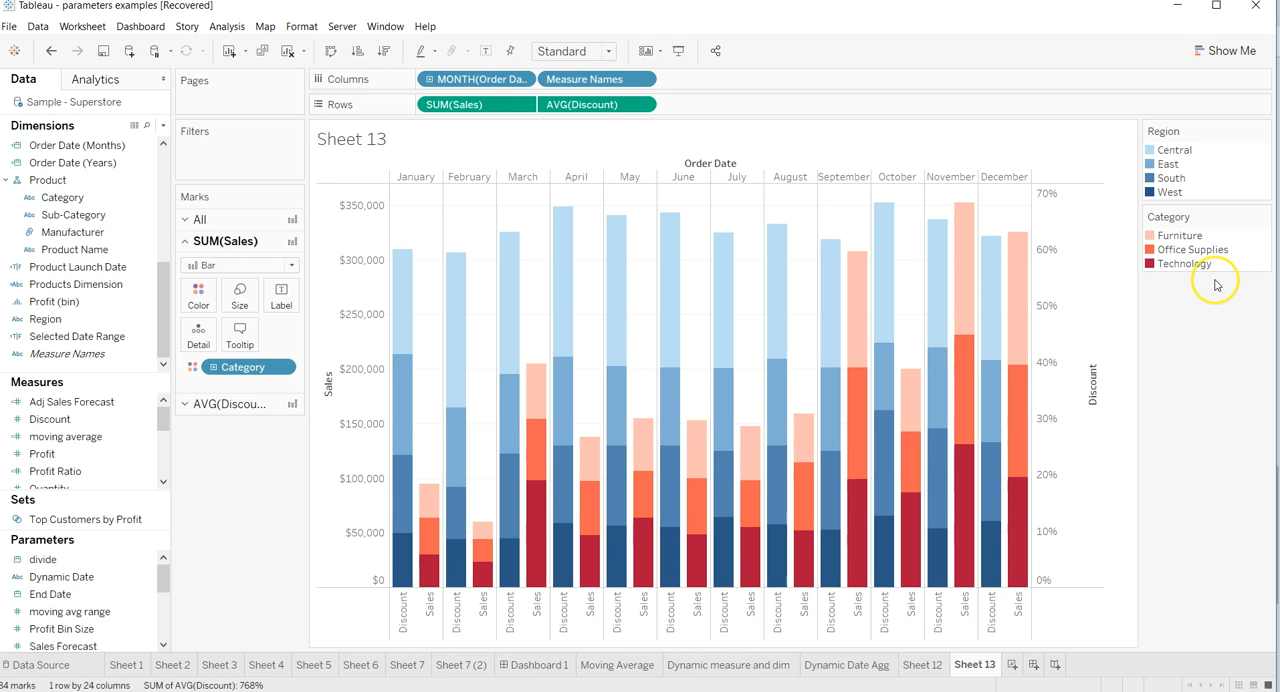 Tableau - parameters examples [Recovered]
File Data Worksheet Dashboard Story Analysis Map Format Server Window Help
Standard
Show Me
Data Analytics
Sample - Superstore
Dimensions
Order Date (Months)
Order Date (Years)
Product
Abc Category
Abc Sub-Category
Manufacturer
Abc Product Name
Product Launch Date
Abc Products Dimension
Profit (bin)
Abc Region
Selected Date Range
Abc Measure Names
Measures
Adj Sales Forecast
Discount
moving average
Profit
Profit Ratio
Quantity
Sets
Top Customers by Profit
Parameters
divide
Abc Dynamic Date
End Date
moving avg range
Profit Bin Size
Sales Forecast
Pages
Filters
Marks
All
SUM(Sales)
Bar
Color Size Label
Detail Tooltip
Category
AVG(Discou...
Columns MONTH(Order Da.. Measure Names
Rows SUM(Sales) AVG(Discount)
Sheet 13
Order Date
January February March April May June July August September October November December
Sales
$350,000
$300,000
$250,000
$200,000
$150,000
$100,000
$50,000
$0
70%
60%
50%
40%
30%
20%
10%
0%
Discount
Discount Sales Discount Sales Discount Sales Discount Sales Discount Sales Discount Sales Discount Sales Discount Sales Discount Sales Discount Sales Discount Sales Discount Sales
Region
Central
East
South
West
Category
Furniture
Office Supplies
Technology
Data Source Sheet 1 Sheet 2 Sheet 3 Sheet 4 Sheet 5 Sheet 6 Sheet 7 Sheet 7 (2) Dashboard 1 Moving Average Dynamic measure and dim Dynamic Date Agg Sheet 12 Sheet 13
84 marks 1 row by 24 columns SUM of AVG(Discount): 768%